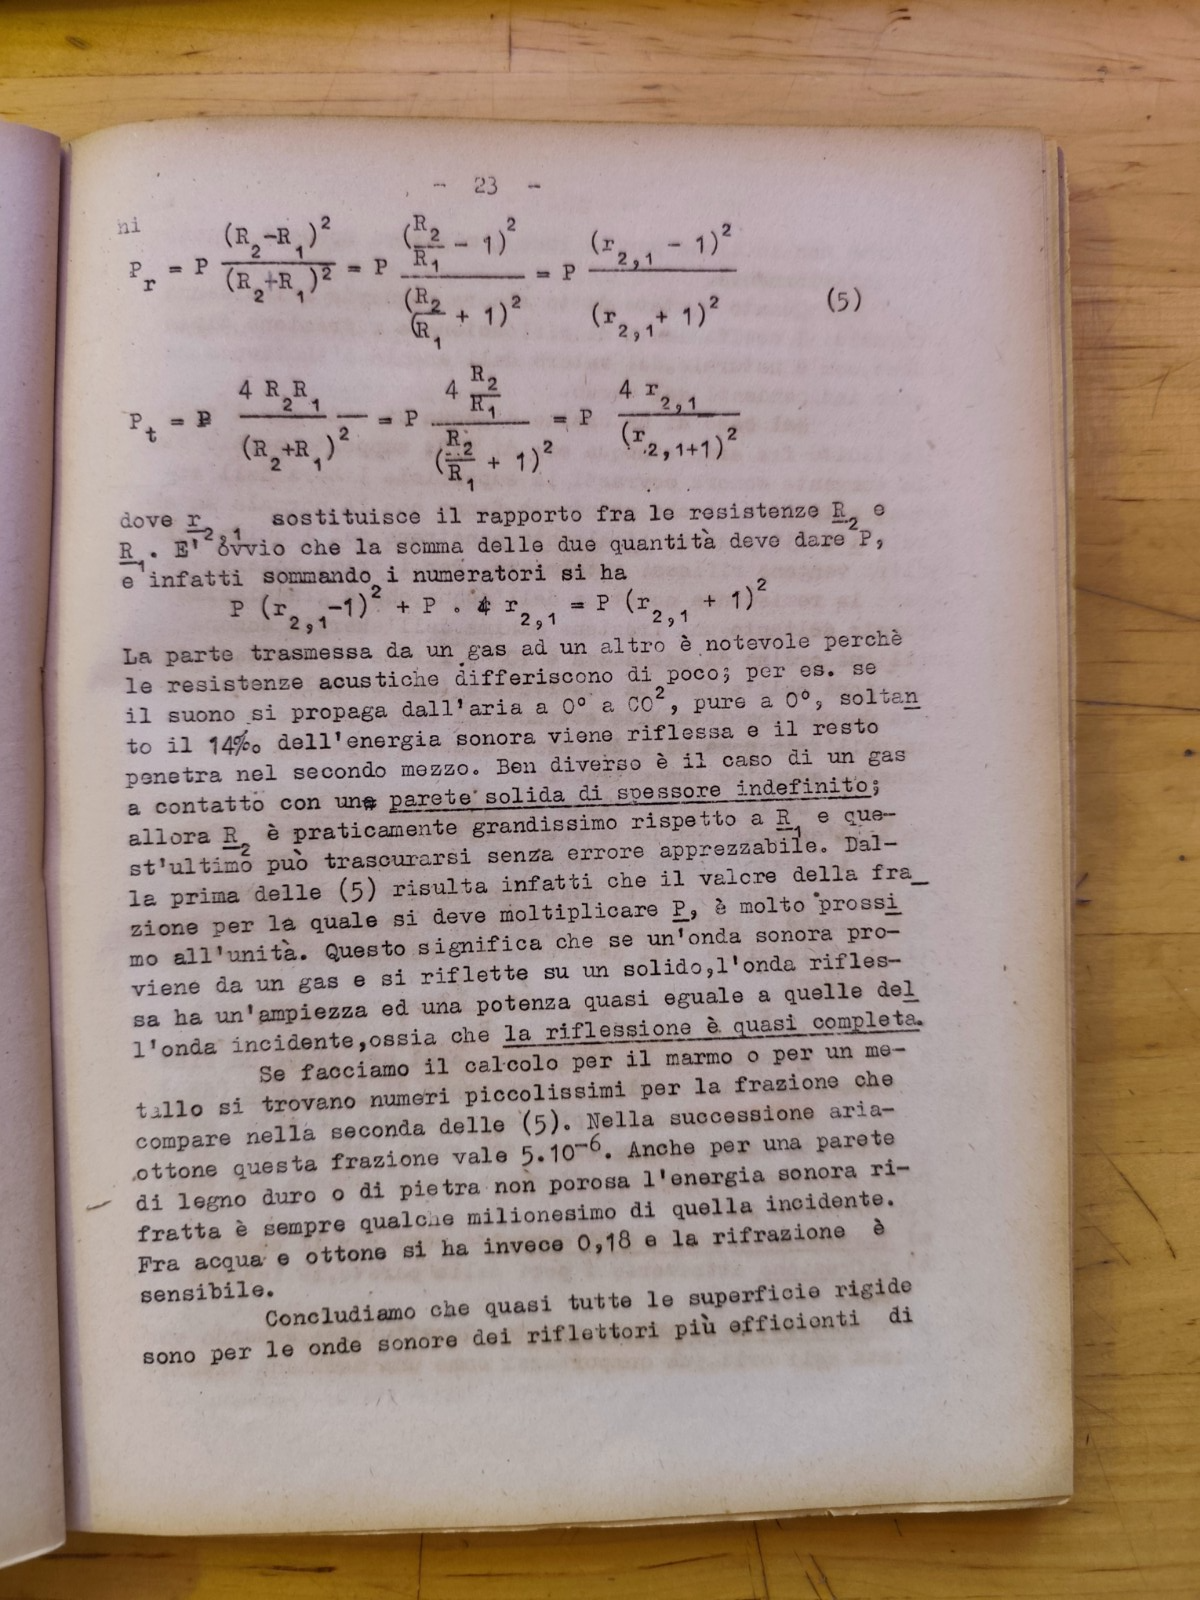 - 23 -
ni
P_r = P (R_2-R_1)^2 / (R_2+R_1)^2 = P (R_2/R_1 - 1)^2 / (R_2/R_1 + 1)^2 = P (r_2,1 - 1)^2 / (r_2,1 + 1)^2 (5)
P_t = P 4 R_2R_1 / (R_2+R_1)^2 = P 4 R_2/R_1 / (R_2/R_1 + 1)^2 = P 4 r_2,1 / (r_2,1+1)^2
dove r_2,1 sostituisce il rapporto fra le resistenze R_2 e
R_1. E' ovvio che la somma delle due quantità deve dare P,
e infatti sommando i numeratori si ha
P (r_2,1-1)^2 + P . 4 r_2,1 = P (r_2,1 + 1)^2
La parte trasmessa da un gas ad un altro è notevole perchè
le resistenze acustiche differiscono di poco; per es. se
il suono si propaga dall'aria a 0° a CO², pure a 0°, soltan
to il 14‰ dell'energia sonora viene riflessa e il resto
penetra nel secondo mezzo. Ben diverso è il caso di un gas
a contatto con una parete solida di spessore indefinito;
allora R_2 è praticamente grandissimo rispetto a R_1 e que-
st'ultimo può trascurarsi senza errore apprezzabile. Dal-
la prima delle (5) risulta infatti che il valore della fra_
zione per la quale si deve moltiplicare P, è molto prossi
mo all'unità. Questo significa che se un'onda sonora pro-
viene da un gas e si riflette su un solido,l'onda rifles-
sa ha un'ampiezza ed una potenza quasi eguale a quelle del
l'onda incidente,ossia che la riflessione è quasi completa.
Se facciamo il calcolo per il marmo o per un me-
tallo si trovano numeri piccolissimi per la frazione che
compare nella seconda delle (5). Nella successione aria-
ottone questa frazione vale 5.10⁻⁶. Anche per una parete
di legno duro o di pietra non porosa l'energia sonora ri-
fratta è sempre qualche milionesimo di quella incidente.
Fra acqua e ottone si ha invece 0,18 e la rifrazione è
sensibile.
Concludiamo che quasi tutte le superficie rigide
sono per le onde sonore dei riflettori più efficienti di